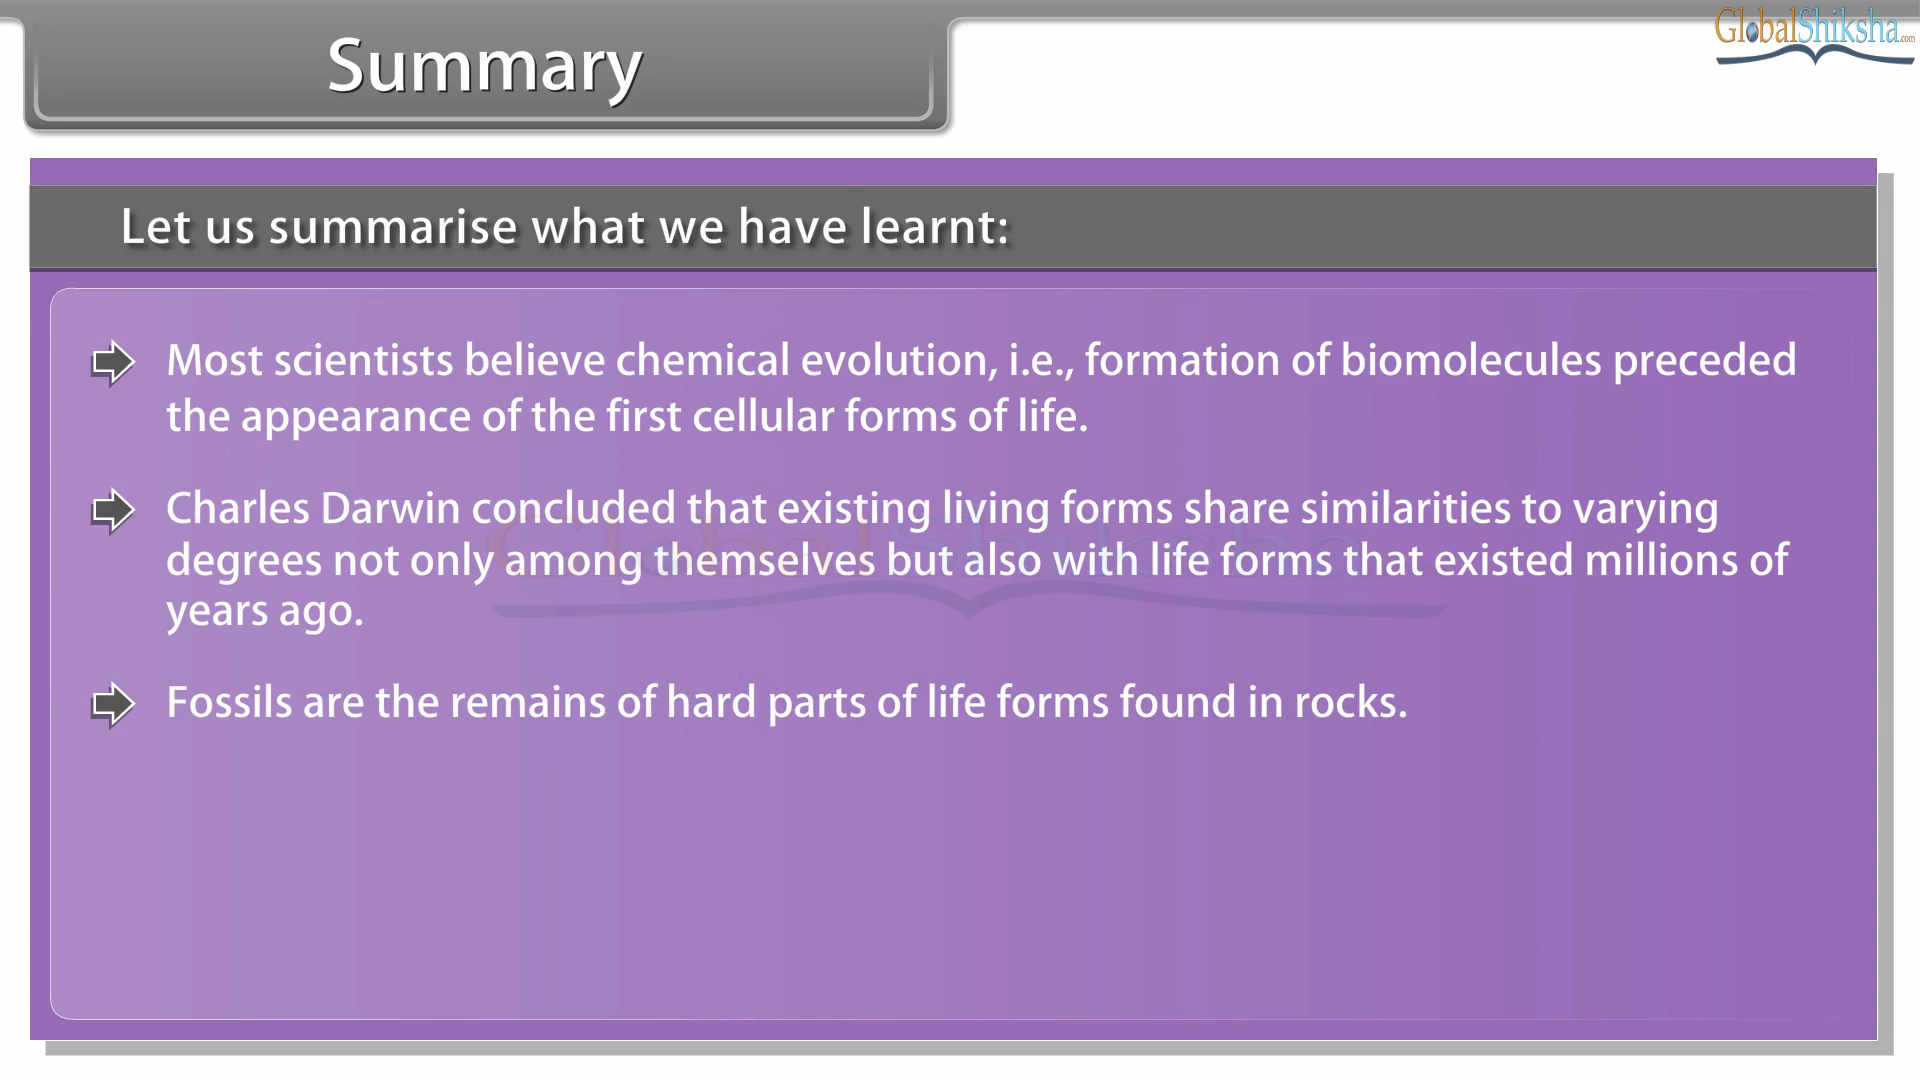 Summary
GlobalShiksha.com
Let us summarise what we have learnt:
Most scientists believe chemical evolution, i.e., formation of biomolecules preceded
the appearance of the first cellular forms of life.
Charles Darwin concluded that existing living forms share similarities to varying
degrees not only among themselves but also with life forms that existed millions of
years ago.
Fossils are the remains of hard parts of life forms found in rocks.